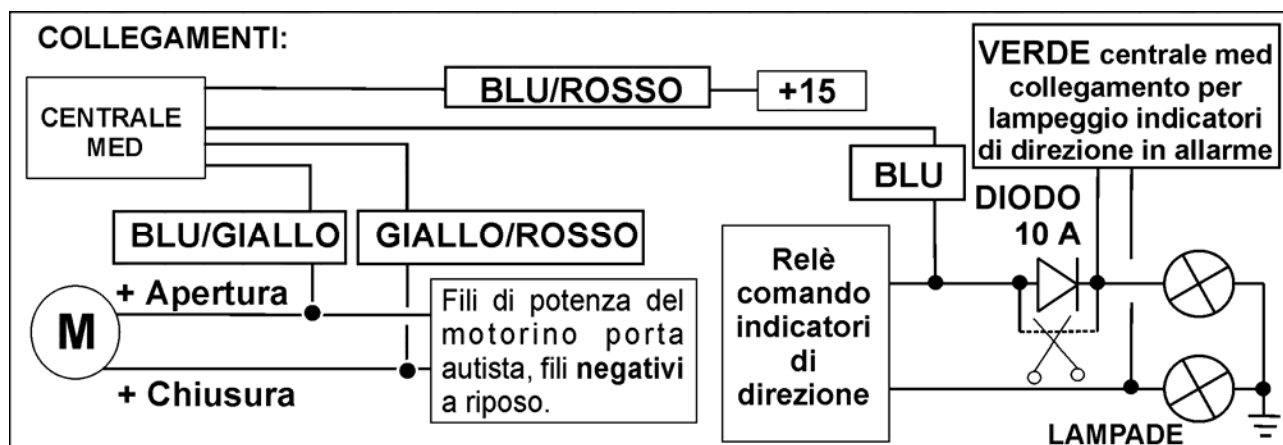 COLLEGAMENTI:
CENTRALE
MED
BLU/ROSSO
+15
BLU
BLU/GIALLO
GIALLO/ROSSO
+ Apertura
M
+ Chiusura
Fili di potenza del
motorino porta
autista, fili negativi
a riposo.
Relè
comando
indicatori
di
direzione
VERDE centrale med
collegamento per
lampeggio indicatori
di direzione in allarme
DIODO
10 A
LAMPADE